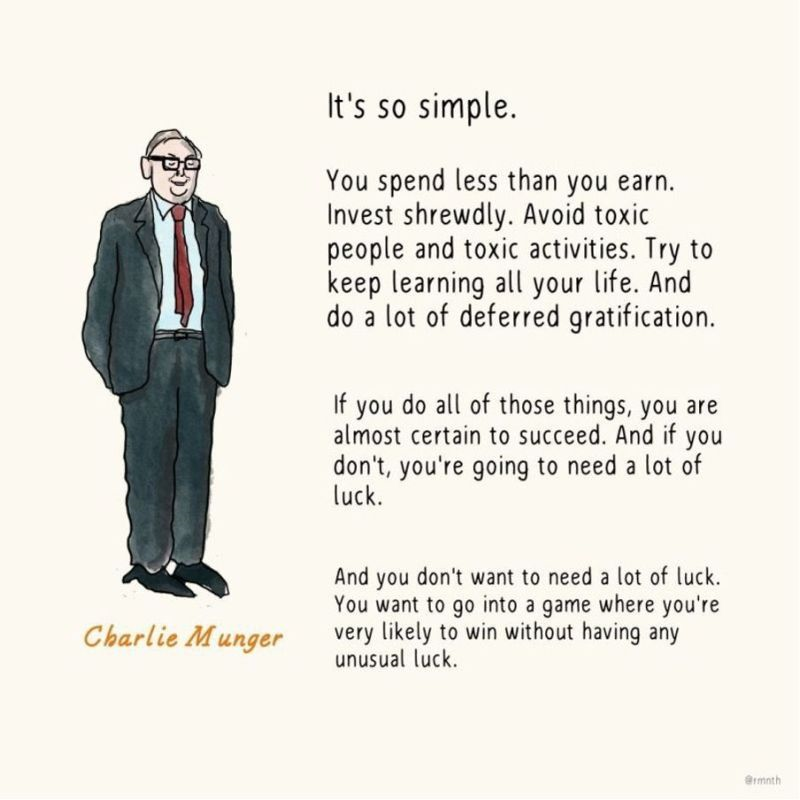 It's so simple.
You spend less than you earn.
Invest shrewdly. Avoid toxic
people and toxic activities. Try to
keep learning all your life. And
do a lot of deferred gratification.
If you do all of those things, you are
almost certain to succeed. And if you
don't, you're going to need a lot of
luck.
And you don't want to need a lot of luck.
You want to go into a game where you're
very likely to win without having any
unusual luck.
Charlie Munger
@rmnth